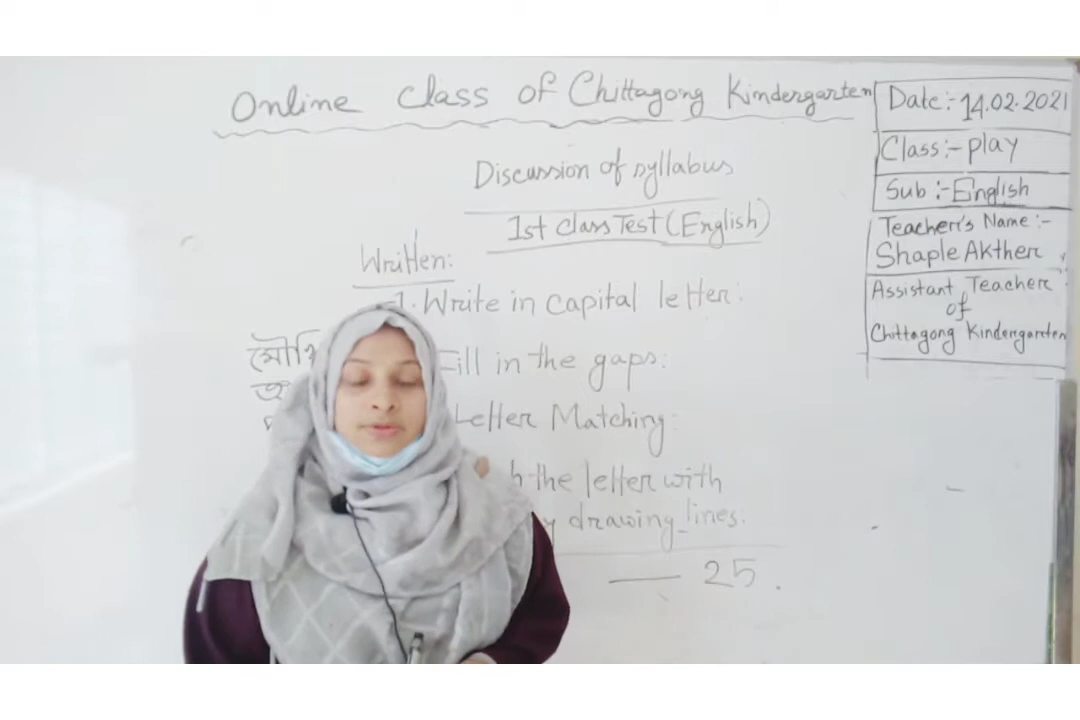 Online Class of Chittagong Kindergarten
Discussion of syllabus
1st Class Test (English)
Written:
1. Write in capital letter:
Fill in the gaps:
Letter Matching:
the letter with
drawing lines.
— 25.
Date:- 14.02.2021
Class:- play
Sub:- English
Teacher's Name:-
Shaple Akther
Assistant Teacher
of
Chittagong Kindergarten